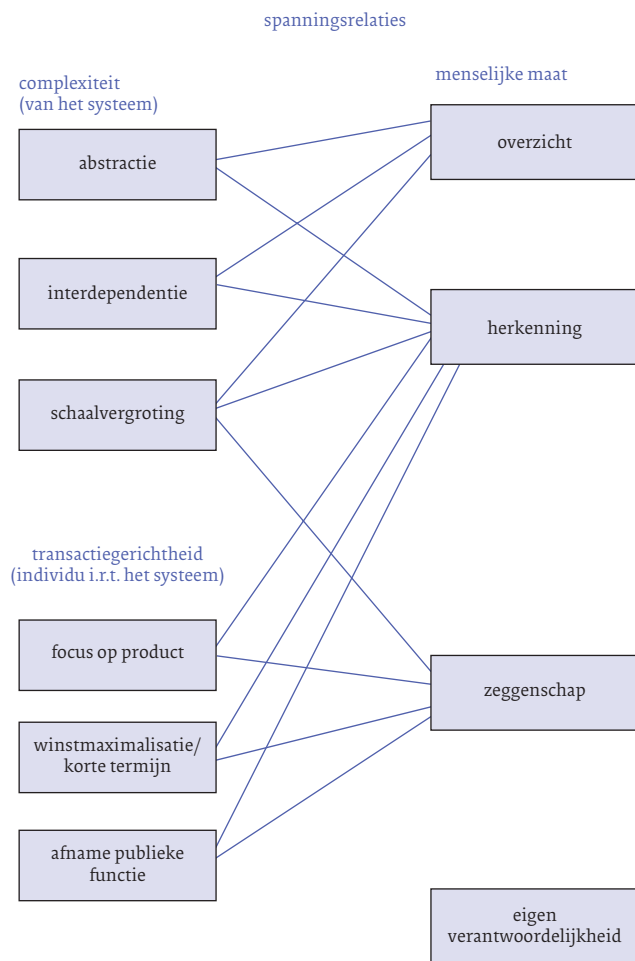 spanningsrelaties
complexiteit
(van het systeem)
abstractie
interdependentie
schaalvergroting
transactiegerichtheid
(individu i.r.t. het systeem)
focus op product
winstmaximalisatie/
korte termijn
afname publieke
functie
menselijke maat
overzicht
herkenning
zeggenschap
eigen
verantwoordelijkheid